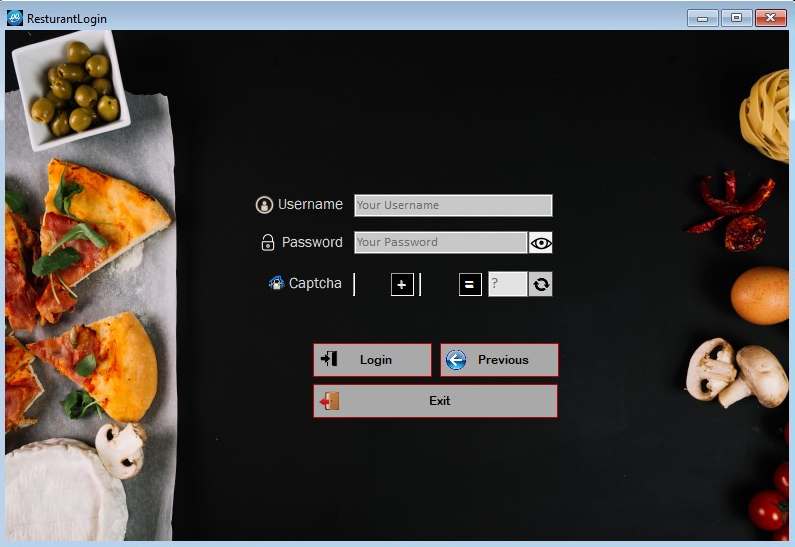 ResturantLogin
Username Your Username
Password Your Password
Captcha + = ?
Login Previous
Exit